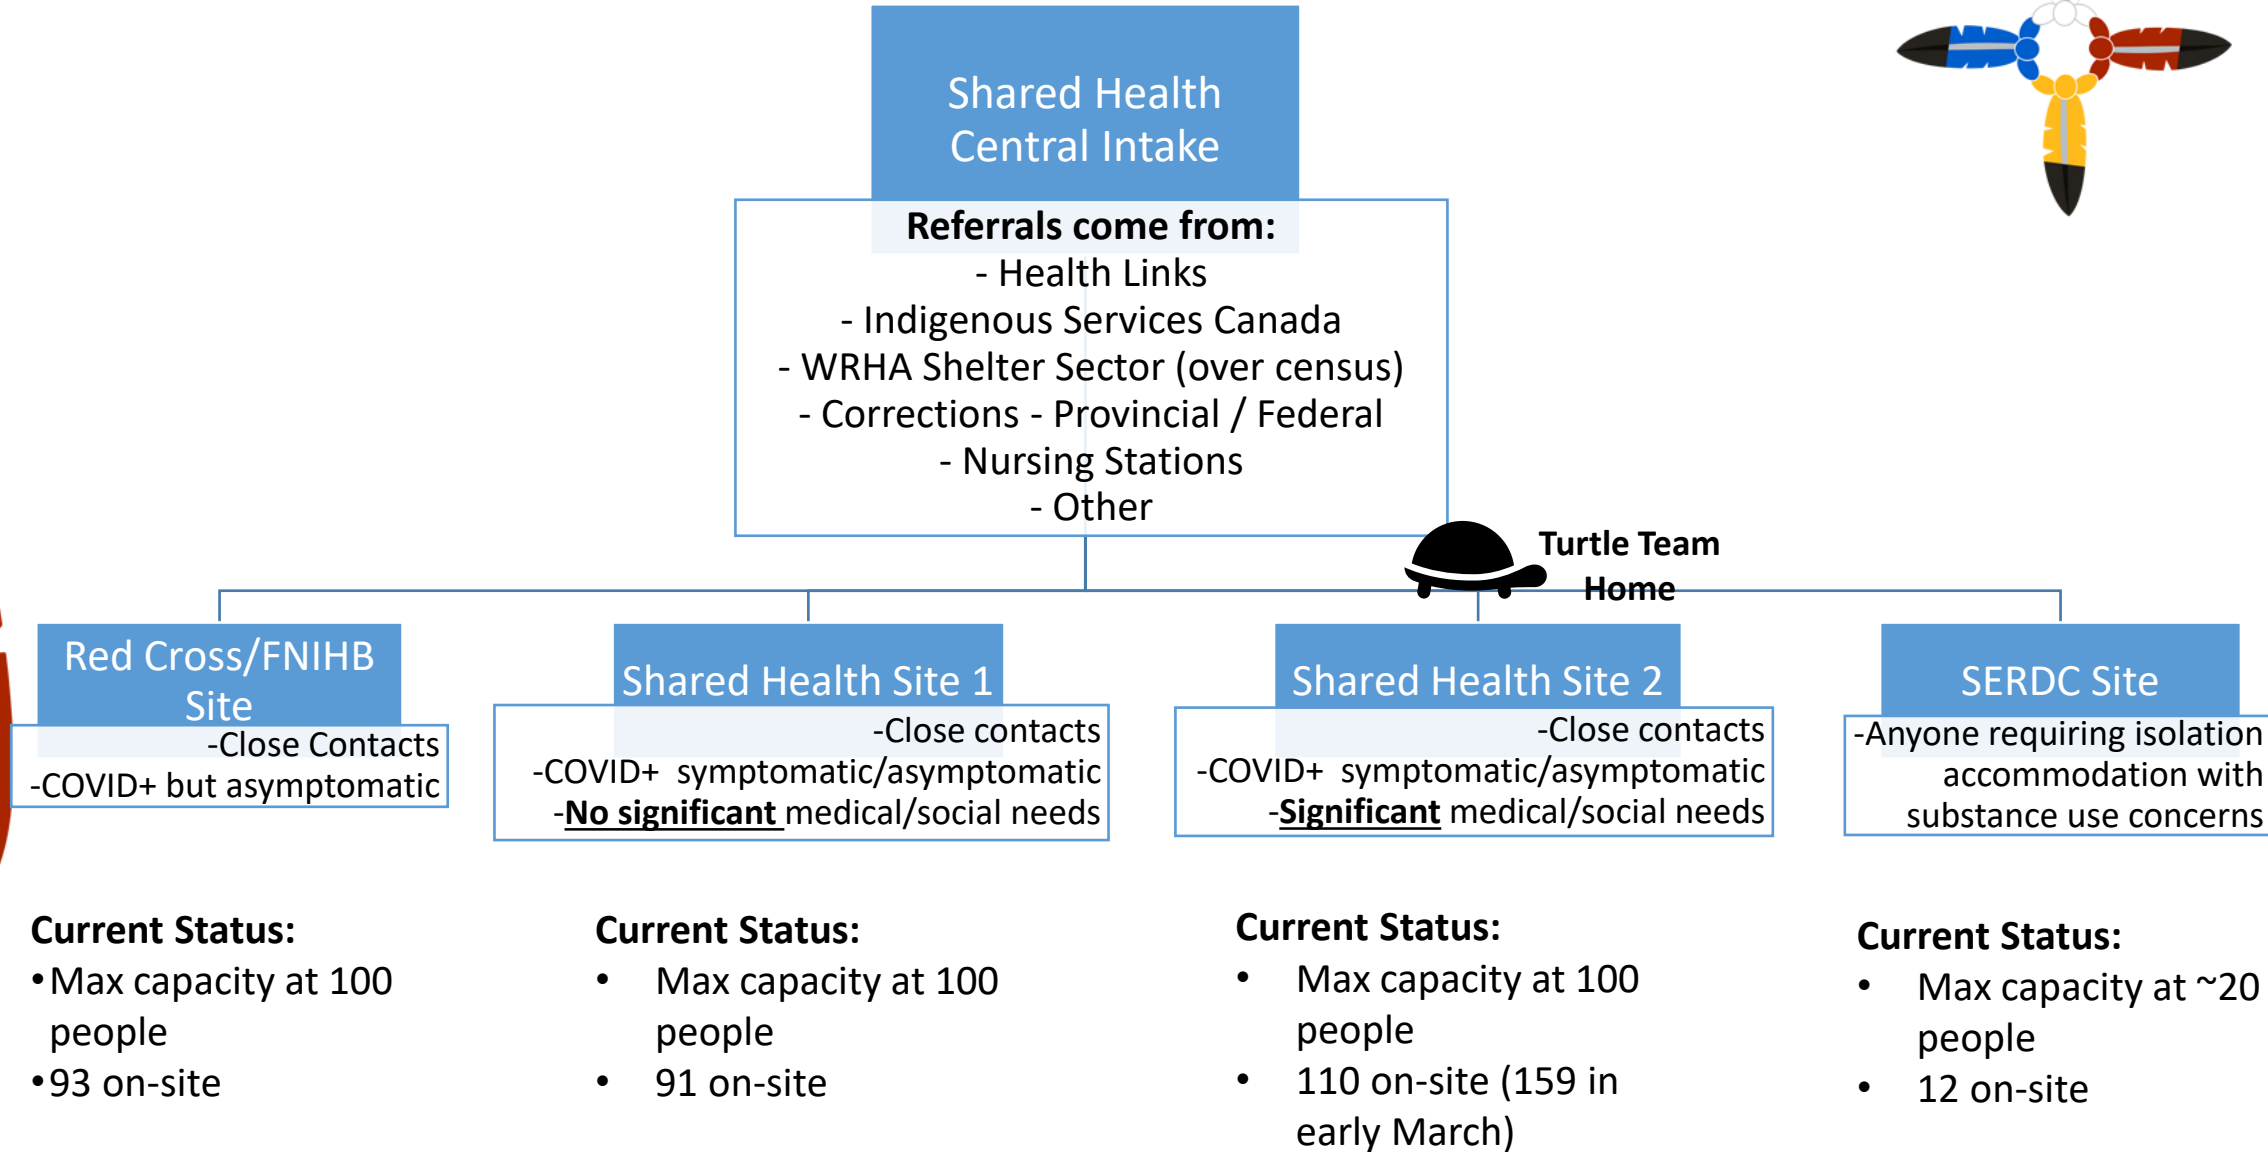 Shared Health
Central Intake
Referrals come from:
- Health Links
- Indigenous Services Canada
- WRHA Shelter Sector (over census)
- Corrections - Provincial / Federal
- Nursing Stations
- Other
Turtle Team
Home
Red Cross/FNIHB
Site
-Close Contacts
-COVID+ but asymptomatic
Shared Health Site 1
-Close contacts
-COVID+  symptomatic/asymptomatic
-No significant medical/social needs
Shared Health Site 2
-Close contacts
-COVID+  symptomatic/asymptomatic
-Significant medical/social needs
SERDC Site
-Anyone requiring isolation
accommodation with
substance use concerns
Current Status:
•Max capacity at 100
people
•93 on-site
Current Status:
• Max capacity at 100
people
• 91 on-site
Current Status:
• Max capacity at 100
people
• 110 on-site (159 in
early March)
Current Status:
• Max capacity at ~20
people
• 12 on-site